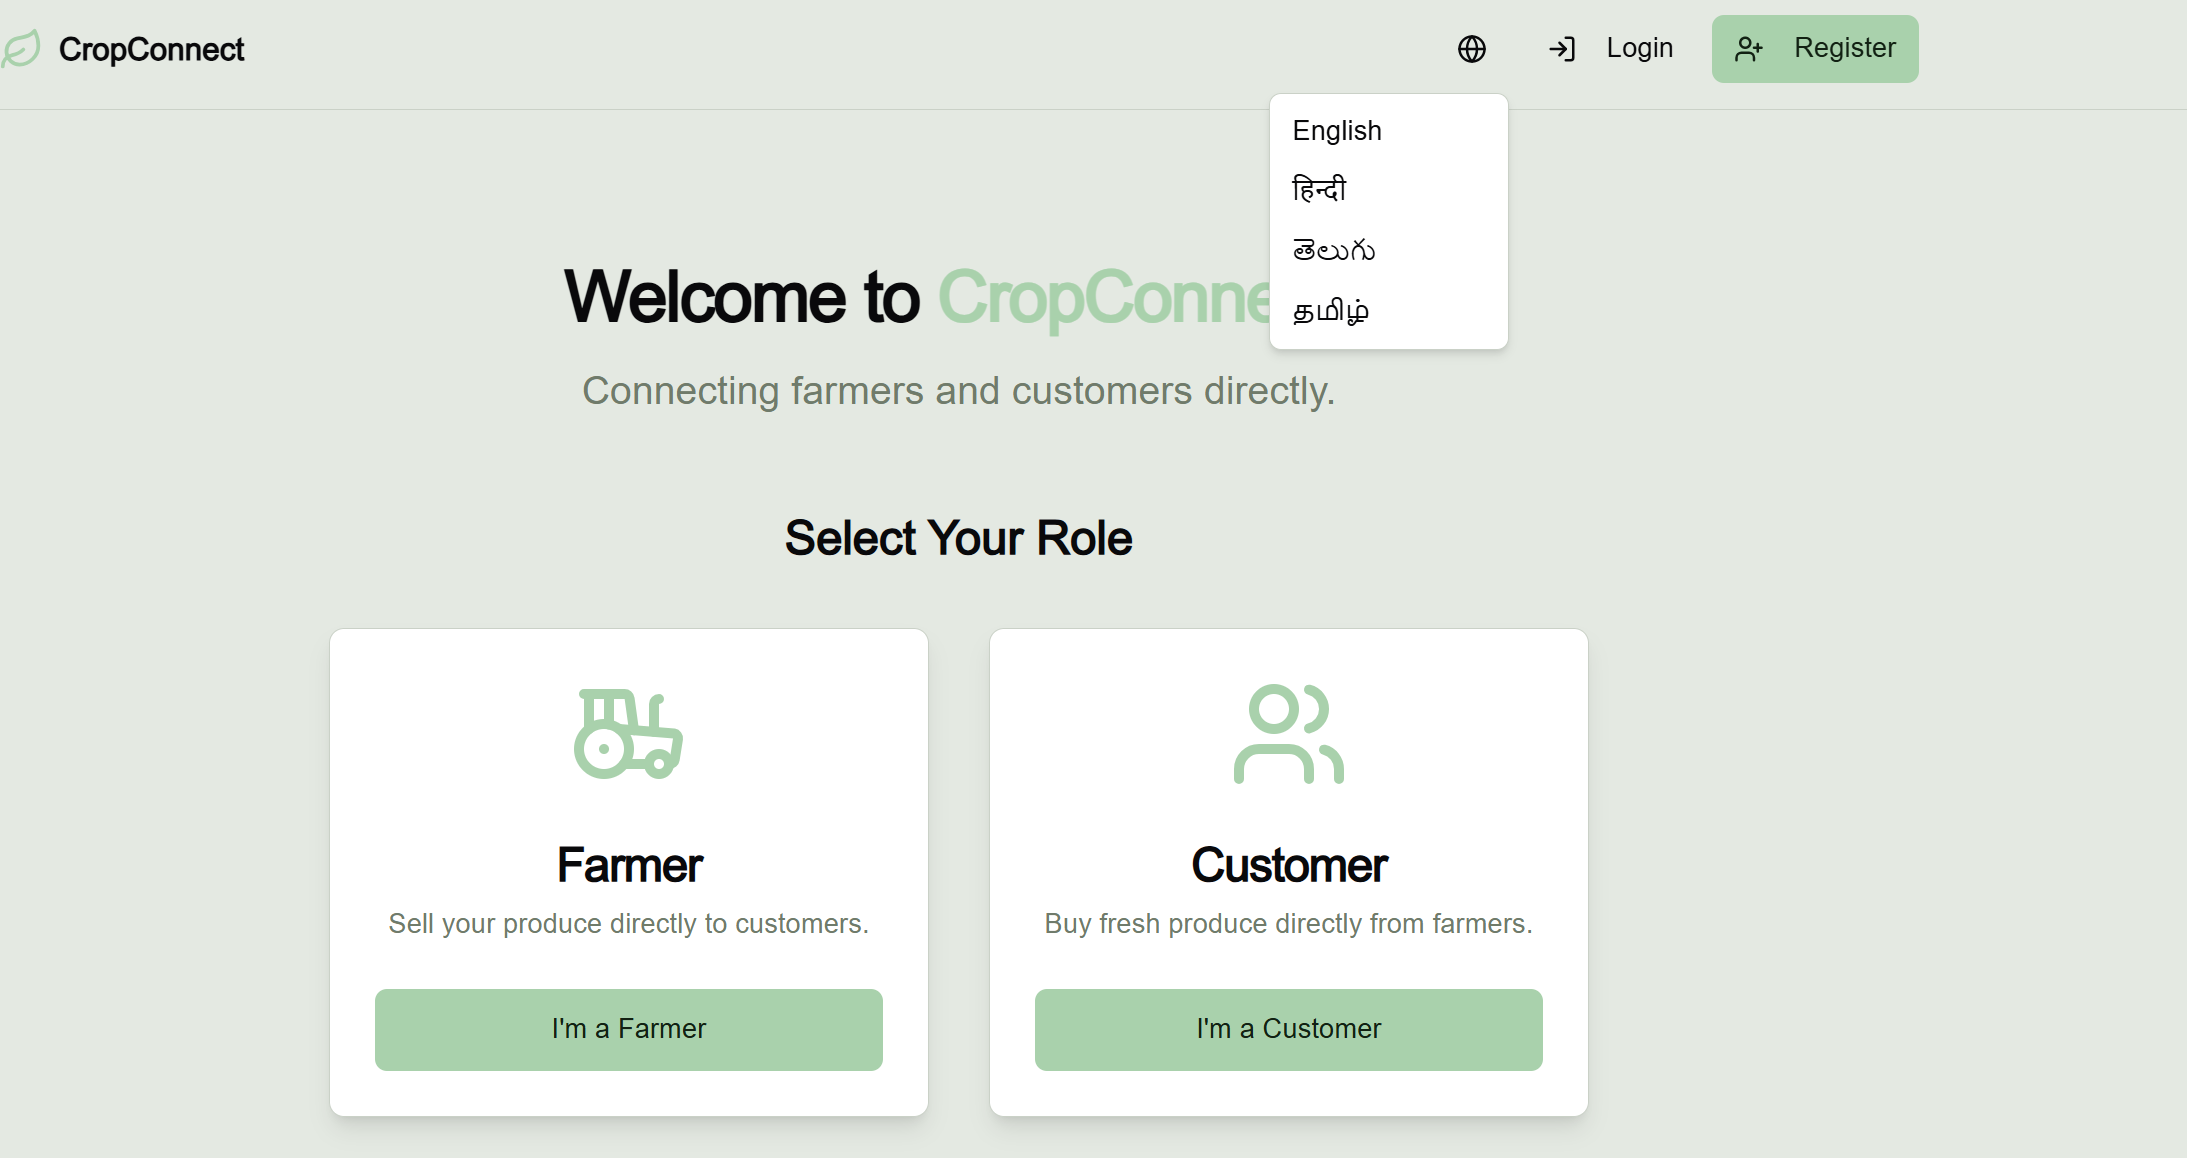 CropConnect
Login
Register
English
हिन्दी
తెలుగు
தமிழ்
Welcome to CropConne
Connecting farmers and customers directly.
Select Your Role
Farmer
Sell your produce directly to customers.
I'm a Farmer
Customer
Buy fresh produce directly from farmers.
I'm a Customer